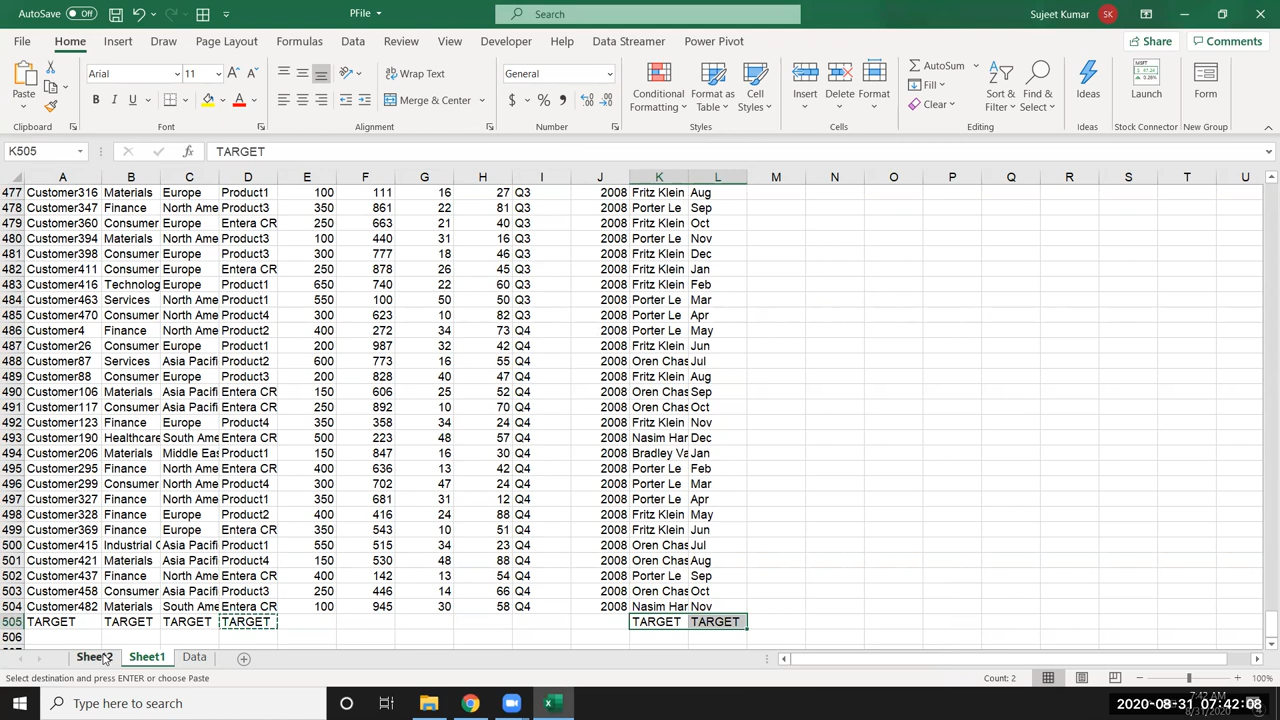 AutoSave Off PFile Search Sujeet Kumar SK
File Home Insert Draw Page Layout Formulas Data Review View Developer Help Data Streamer Power Pivot Share Comments
Paste Arial 11 Wrap Text General AutoSum
Merge & Center Conditional Formatting Format as Table Cell Styles Insert Delete Format Fill Clear Sort & Filter Find & Select Ideas Launch Form
Clipboard Font Alignment Number Styles Cells Editing Ideas Stock Connector New Group
K505 TARGET
A B C D E F G H I J K L M N O P Q R S T U
477 Customer316 Materials Europe Product1 100 111 16 27 Q3 2008 Fritz Klein Aug
478 Customer347 Finance North Ame Product3 350 861 22 81 Q3 2008 Porter Le Sep
479 Customer360 Consumer Europe Entera CR 250 663 21 40 Q3 2008 Fritz Klein Oct
480 Customer394 Materials North Ame Product3 100 440 31 16 Q3 2008 Porter Le Nov
481 Customer398 Consumer Europe Product3 300 777 18 46 Q3 2008 Fritz Klein Dec
482 Customer411 Consumer Europe Entera CR 250 878 26 45 Q3 2008 Fritz Klein Jan
483 Customer416 Technolog Europe Product1 650 740 22 60 Q3 2008 Fritz Klein Feb
484 Customer463 Services North Ame Product1 550 100 50 50 Q3 2008 Porter Le Mar
485 Customer470 Consumer North Ame Product4 300 623 10 82 Q3 2008 Porter Le Apr
486 Customer4 Finance North Ame Product2 400 272 34 73 Q4 2008 Porter Le May
487 Customer26 Consumer Europe Product1 200 987 32 42 Q4 2008 Fritz Klein Jun
488 Customer87 Services Asia Pacifi Product2 600 773 16 55 Q4 2008 Oren Chas Jul
489 Customer88 Consumer Europe Product3 200 828 40 47 Q4 2008 Fritz Klein Aug
490 Customer106 Materials Asia Pacifi Entera CR 150 606 25 52 Q4 2008 Oren Chas Sep
491 Customer117 Consumer Asia Pacifi Entera CR 250 892 10 70 Q4 2008 Oren Chas Oct
492 Customer123 Finance Europe Product4 350 358 34 24 Q4 2008 Fritz Klein Nov
493 Customer190 Healthcare South Ame Entera CR 500 223 48 57 Q4 2008 Nasim Har Dec
494 Customer206 Materials Middle Eas Product1 150 847 16 30 Q4 2008 Bradley Va Jan
495 Customer295 Finance North Ame Entera CR 400 636 13 42 Q4 2008 Porter Le Feb
496 Customer299 Consumer North Ame Product4 300 702 47 24 Q4 2008 Porter Le Mar
497 Customer327 Finance North Ame Product1 350 681 31 12 Q4 2008 Porter Le Apr
498 Customer328 Finance Europe Product2 400 416 24 88 Q4 2008 Fritz Klein May
499 Customer369 Finance Europe Entera CR 350 543 10 51 Q4 2008 Fritz Klein Jun
500 Customer415 Industrial C Asia Pacifi Product1 550 515 34 23 Q4 2008 Oren Chas Jul
501 Customer421 Materials Asia Pacifi Product4 150 530 48 88 Q4 2008 Oren Chas Aug
502 Customer437 Finance North Ame Entera CR 400 142 13 54 Q4 2008 Porter Le Sep
503 Customer458 Consumer Asia Pacifi Product3 250 446 14 66 Q4 2008 Oren Chas Oct
504 Customer482 Materials South Ame Entera CR 100 945 30 58 Q4 2008 Nasim Har Nov
505 TARGET TARGET TARGET TARGET TARGET TARGET
506
Sheet2 Sheet1 Data
Select destination and press ENTER or choose Paste Count: 2 100%
Type here to search 7:42 AM
2020-08-31 07:42:08
8/31/2020